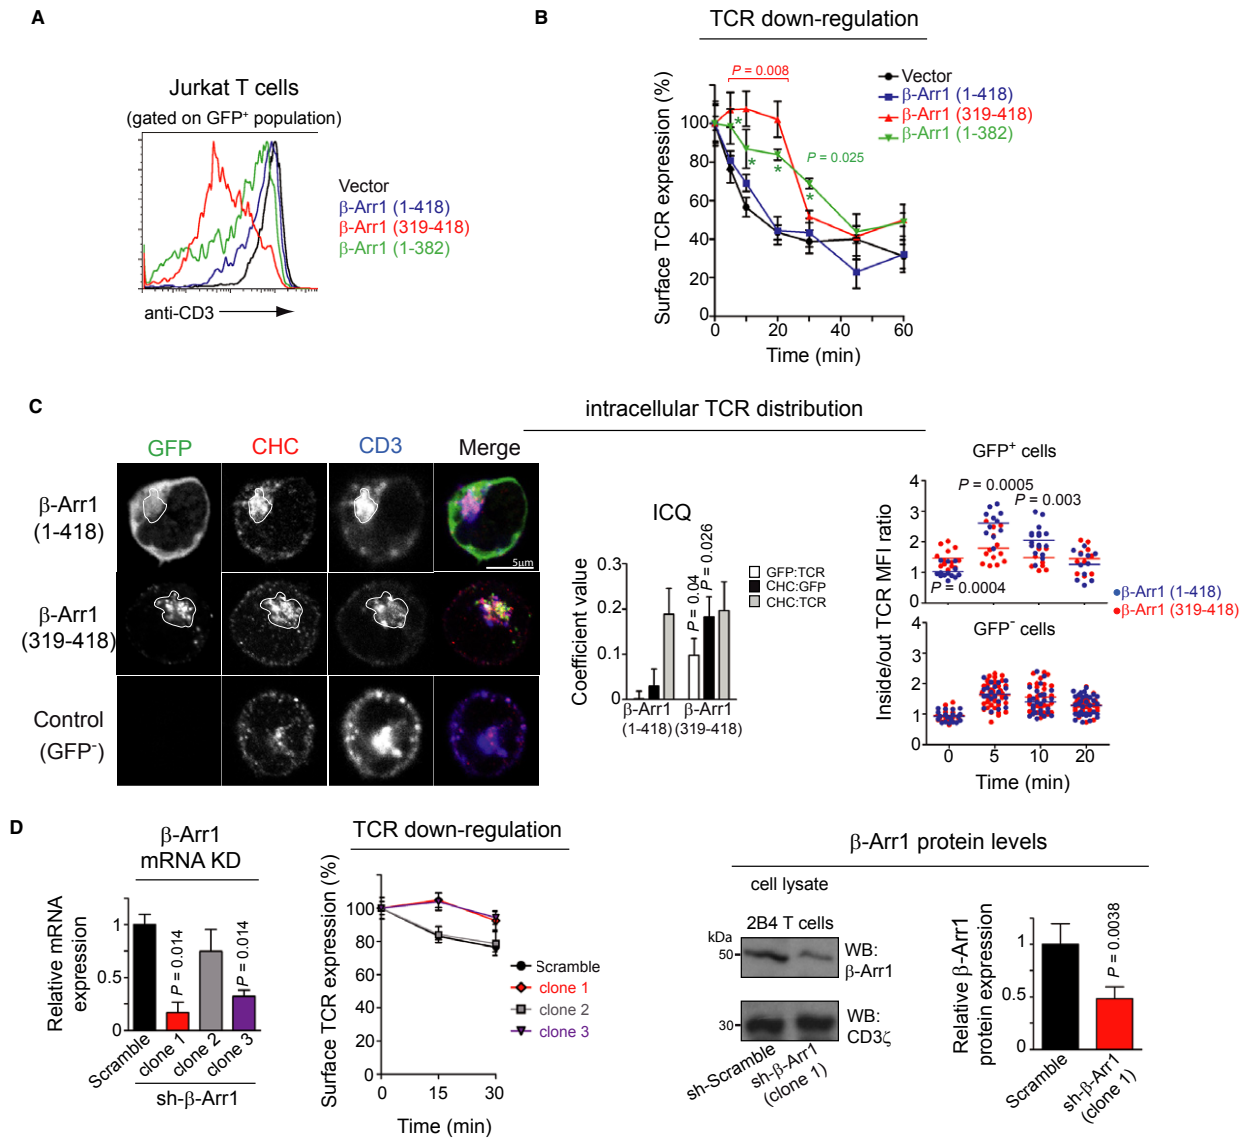 A
Jurkat T cells
(gated on GFP⁺ population)
Vector
β-Arr1 (1-418)
β-Arr1 (319-418)
β-Arr1 (1-382)
anti-CD3
B
TCR down-regulation
Surface TCR expression (%)
100
80
60
40
20
0
0
20
40
60
Time (min)
P = 0.008
P = 0.025
*
*
*
*
Vector
β-Arr1 (1-418)
β-Arr1 (319-418)
β-Arr1 (1-382)
C
intracellular TCR distribution
GFP
CHC
CD3
Merge
β-Arr1
(1-418)
5µm
β-Arr1
(319-418)
Control
(GFP⁻)
ICQ
Coefficient value
0.3
0.2
0.1
0
P = 0.04
P = 0.026
GFP:TCR
CHC:GFP
CHC:TCR
β-Arr1
(1-418)
β-Arr1
(319-418)
Inside/out TCR MFI ratio
GFP⁺ cells
4
3
2
1
0
P = 0.0005
P = 0.003
P = 0.0004
β-Arr1 (1-418)
β-Arr1 (319-418)
GFP⁻ cells
4
3
2
1
0
0
5
10
20
Time (min)
D
β-Arr1
mRNA KD
Relative mRNA
expression
1
0.5
0
P = 0.014
P = 0.014
Scramble
clone 1
clone 2
clone 3
sh-β-Arr1
TCR down-regulation
Surface TCR expression (%)
100
80
60
40
20
0
0
15
30
Time (min)
Scramble
clone 1
clone 2
clone 3
β-Arr1 protein levels
cell lysate
2B4 T cells
kDa
50
WB:
β-Arr1
30
WB:
CD3ζ
sh-Scramble
sh-β-Arr1
(clone 1)
Relative β-Arr1
protein expression
1
0.5
0
P = 0.0038
Scramble
sh-β-Arr1
(clone 1)